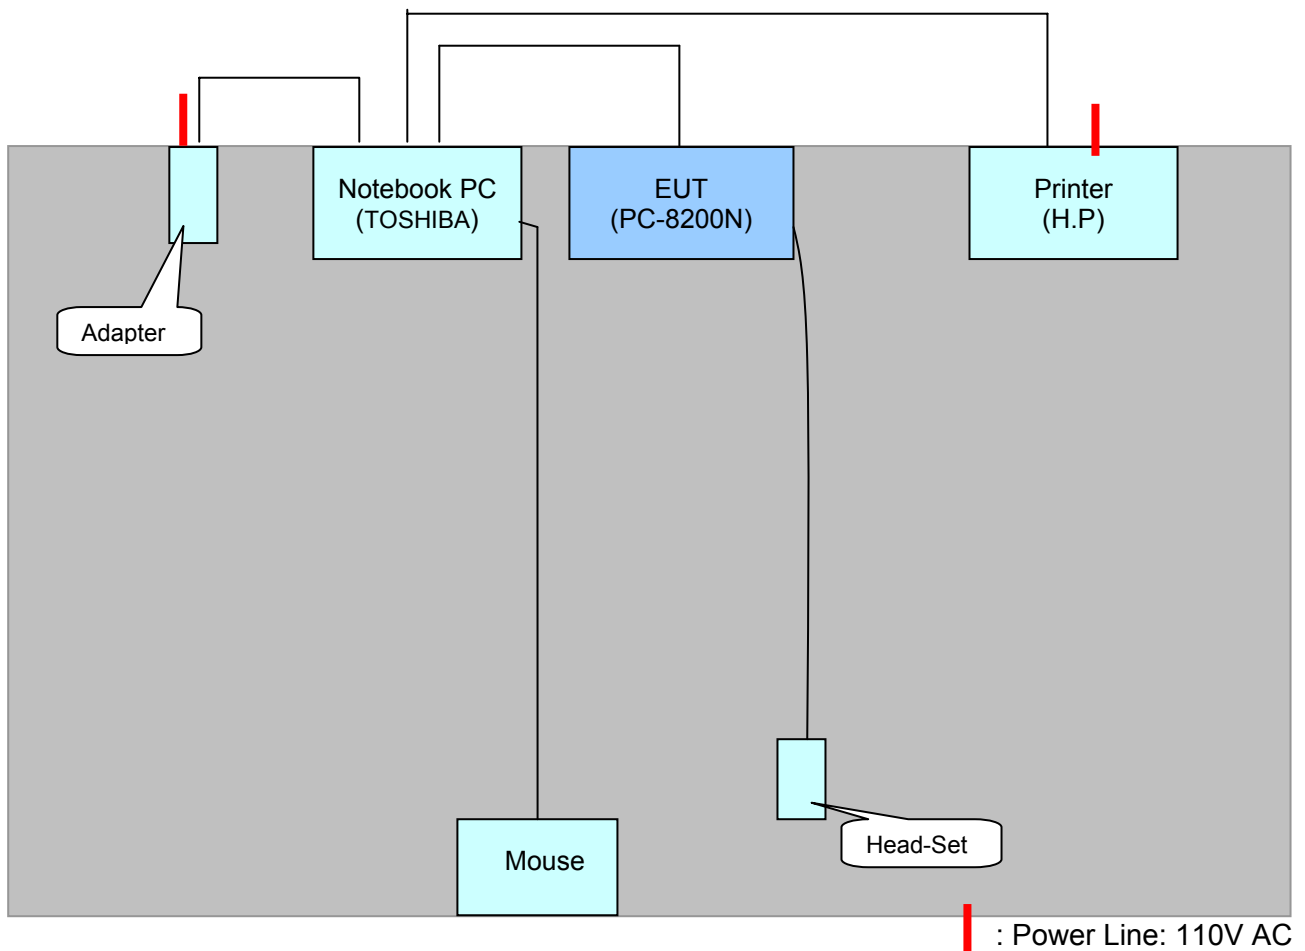 Notebook PC
(TOSHIBA)
EUT
(PC-8200N)
Printer
(H.P)
Adapter
Mouse
Head-Set
: Power Line: 110V AC